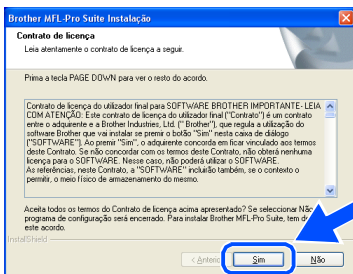 Brother MFL-Pro Suite Instalação
Contrato de licença
Leia atentamente o contrato de licença a seguir.
Prima a tecla PAGE DOWN para ver o resto do acordo.
Contrato de licença do utilizador final para SOFTWARE BROTHER IMPORTANTE- LEIA
COM ATENÇÃO: Este contrato de licença do utilizador final ("Contrato") é um contrato
entre o adquirente e a Brother Industries, Ltd. (" Brother"), que regula a utilização do
software Brother que vai instalar se premir o botão "Sim" nesta caixa de diálogo
("SOFTWARE"). Ao premir "Sim", o adquirente concorda em ficar vinculado aos termos
deste Contrato. Se não concordar com os termos deste Contrato, não obterá nenhuma
licença para o SOFTWARE. Nesse caso, não poderá utilizar o SOFTWARE.
As referências, neste Contrato, a "SOFTWARE" incluirão também, se o contexto o
permitir, o meio físico de armazenamento do mesmo.
Aceita todos os termos do Contrato de licença acima apresentado? Se seleccionar Não
programa de configuração será encerrado. Para instalar Brother MFL-Pro Suite, tem de
este acordo.
InstallShield
< Anterio Sim Não